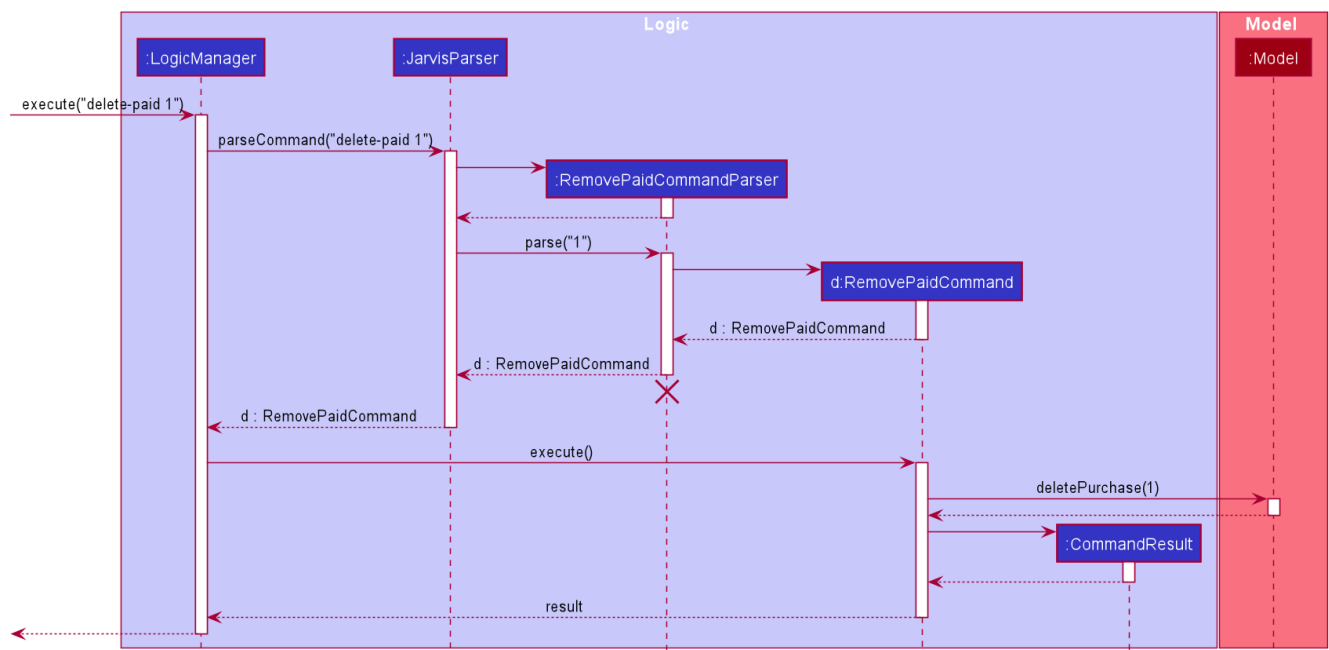 Logic
Model
:LogicManager
:JarvisParser
:Model
execute("delete-paid 1")
parseCommand("delete-paid 1")
:RemovePaidCommandParser
parse("1")
d:RemovePaidCommand
d : RemovePaidCommand
d : RemovePaidCommand
d : RemovePaidCommand
execute()
deletePurchase(1)
:CommandResult
result